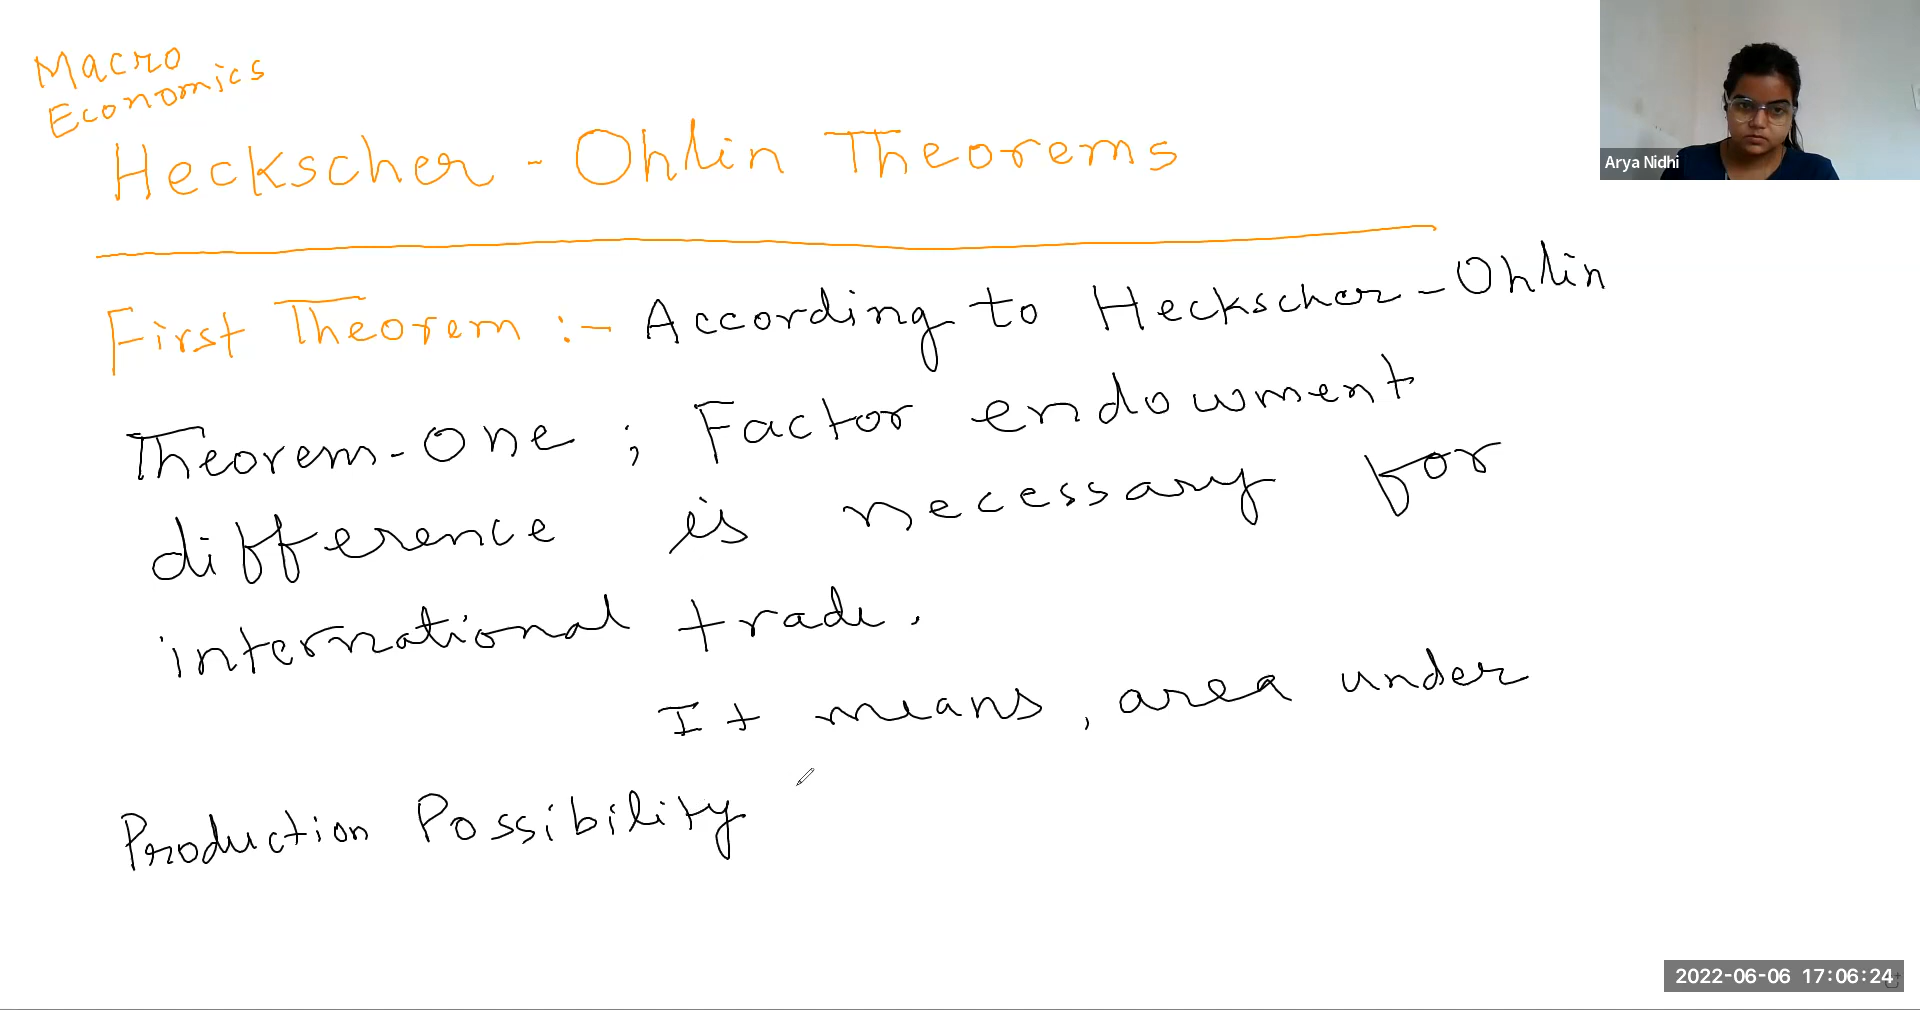 Macro
Economics
Heckscher - Ohlin Theorems
First Theorem :- According to Heckscher - Ohlin
Theorem-One ; Factor endowment
difference is necessary for
international trade.
It means, area under
Production Possibility
Arya Nidhi
2022-06-06 17:06:24